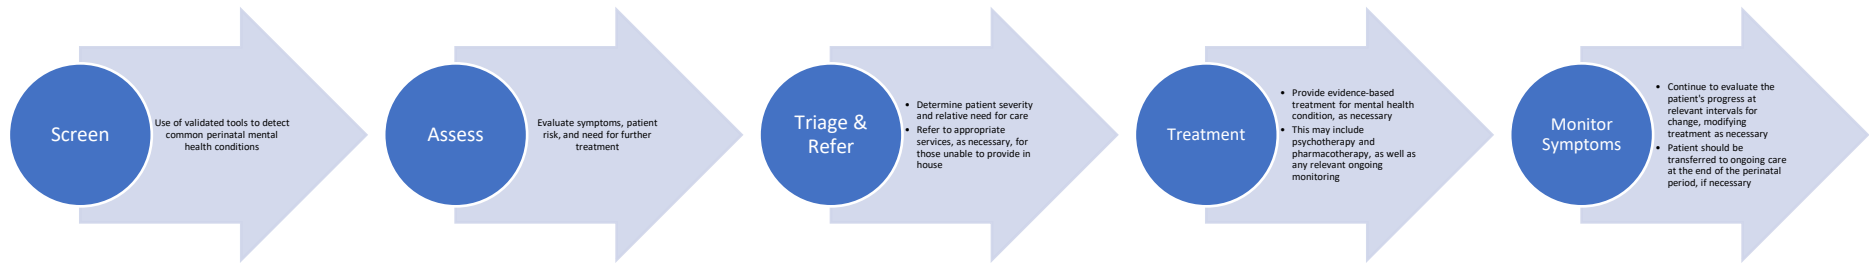 Screen
Use of validated tools to detect
common perinatal mental
health conditions
Assess
Evaluate symptoms, patient
risk, and need for further
treatment
Triage &
Refer
• Determine patient severity
and relative need for care
• Refer to appropriate
services, as necessary, for
those unable to provide in
house
Treatment
• Provide evidence-based
treatment for mental health
condition, as necessary
• This may include
psychotherapy and
pharmacotherapy, as well as
any relevant ongoing
monitoring
Monitor
Symptoms
• Continue to evaluate the
patient's progress at
relevant intervals for
change, modifying
treatment as necessary
• Patient should be
transferred to ongoing care
at the end of the perinatal
period, if necessary